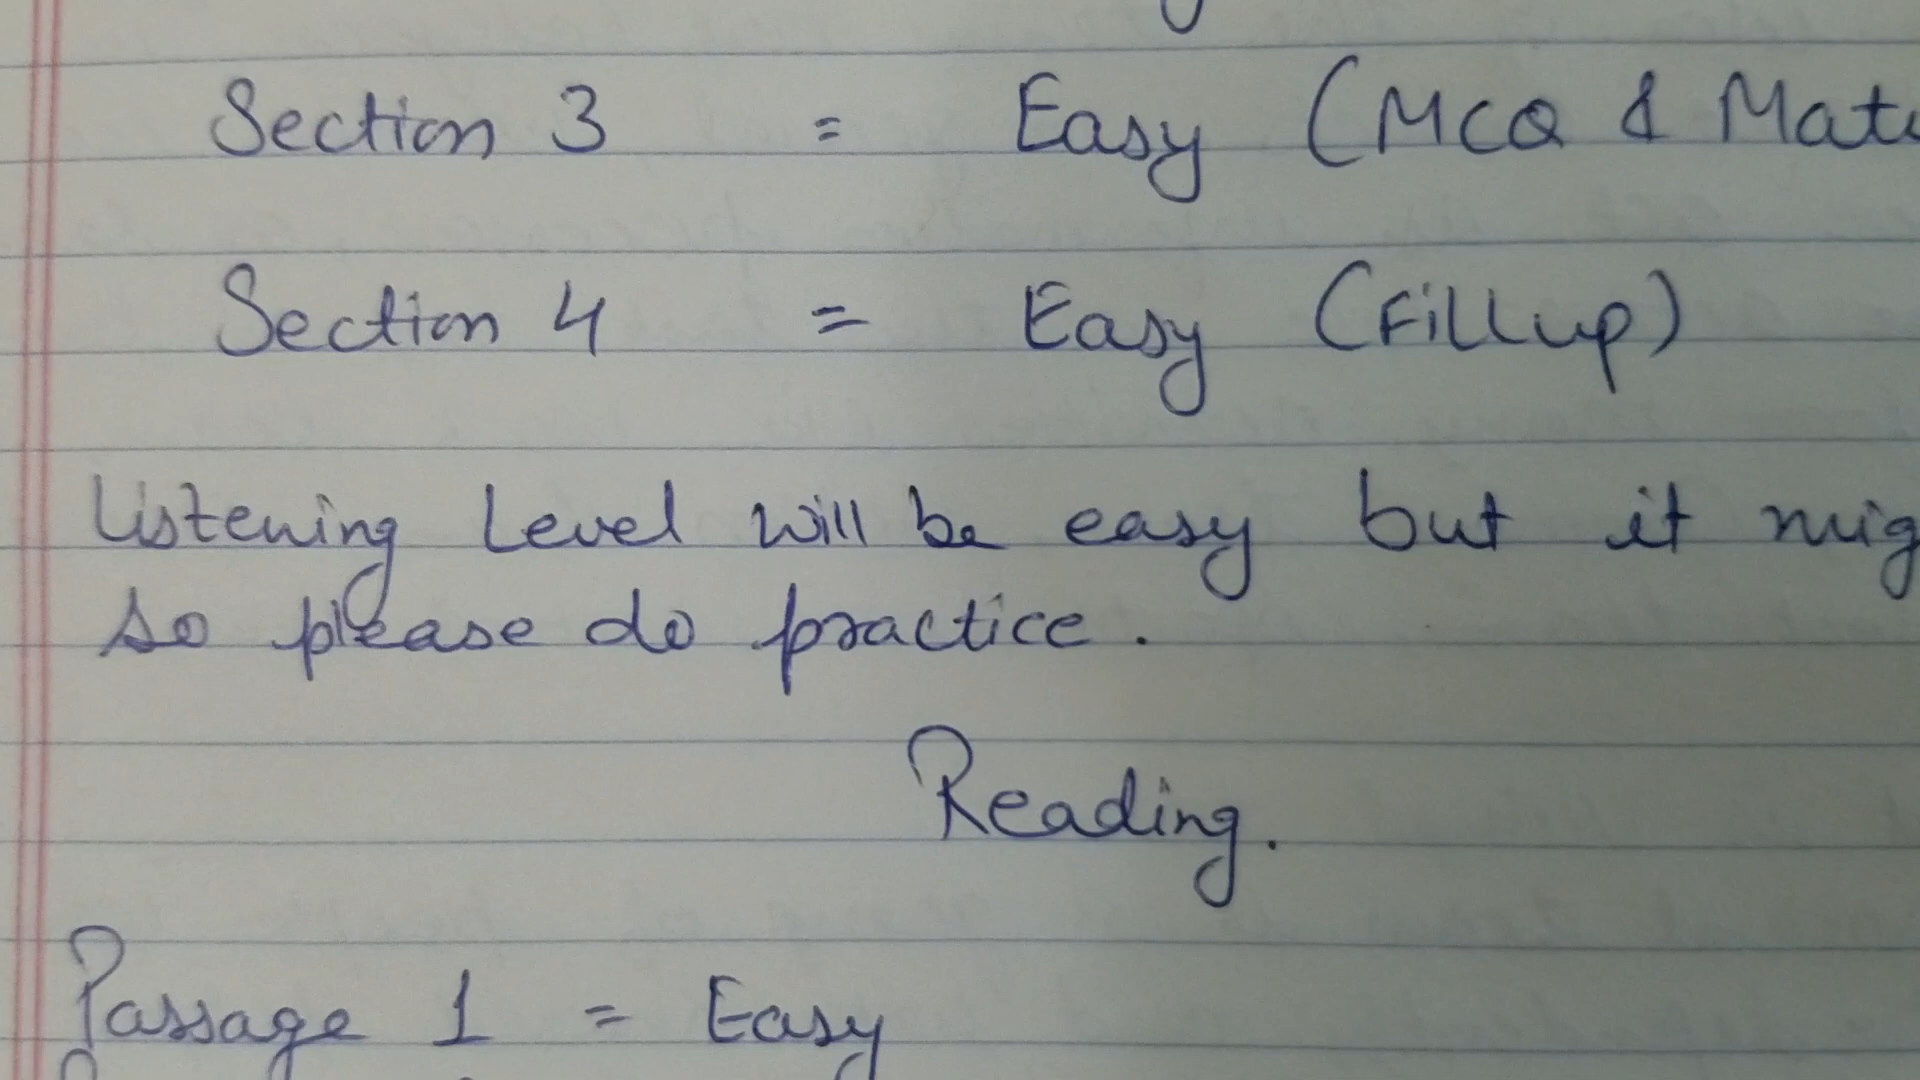 Section 3 = Easy (MCQ & Mat
Section 4 = Easy (Fillup)
Listening Level will be easy but it mig
so please do practice.
Reading.
Passage 1 = Easy